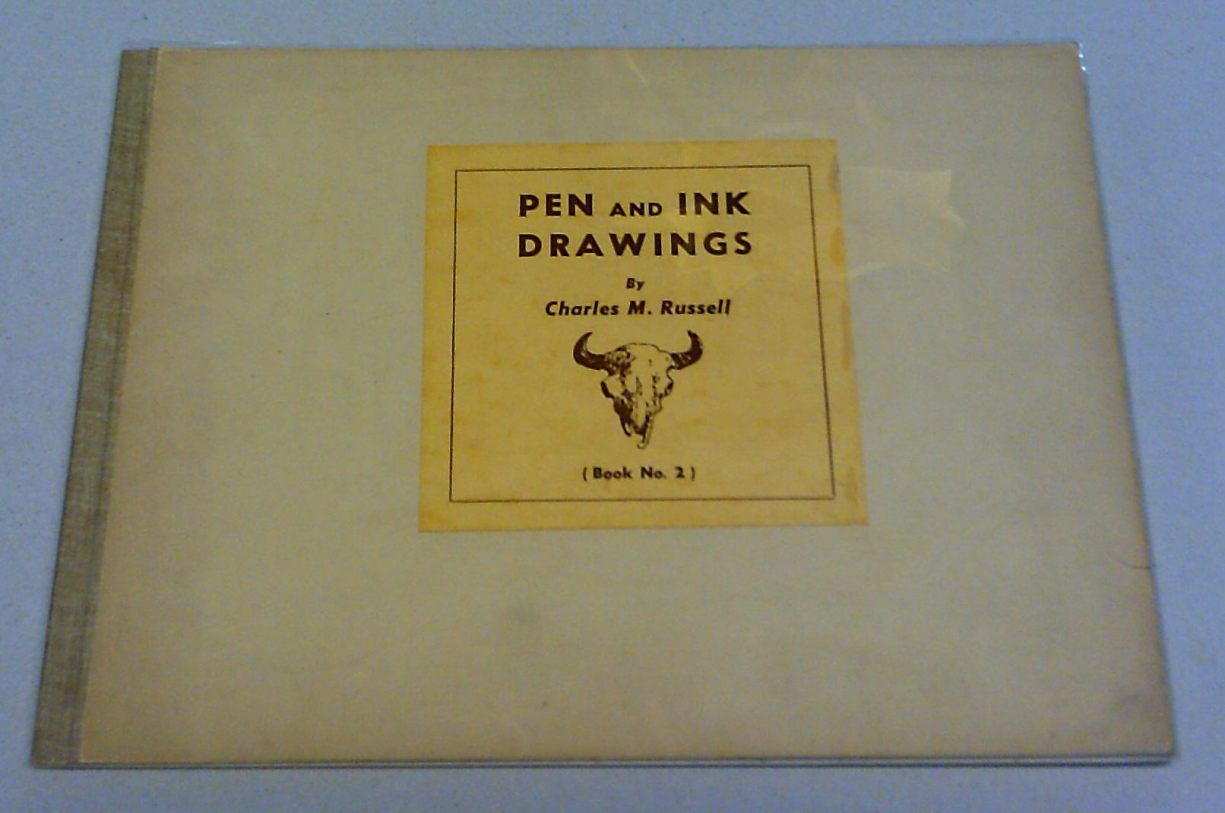 PEN AND INK
DRAWINGS
By
Charles M. Russell
(Book No. 2)